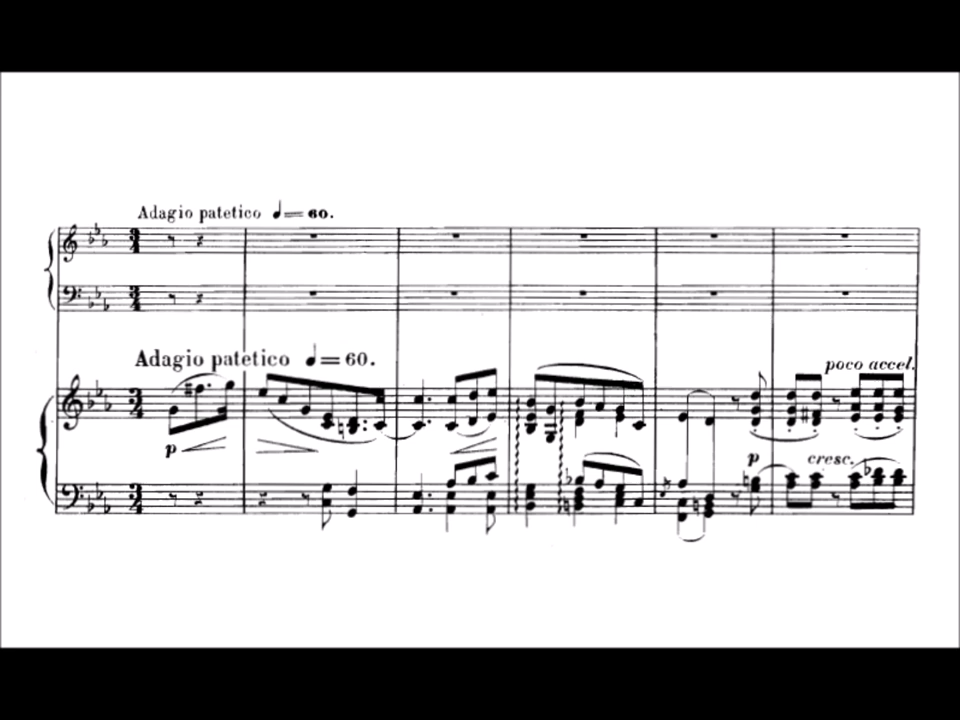 Adagio patetico ♩= 60.
Adagio patetico ♩= 60.
poco accel.
p
p
cresc.